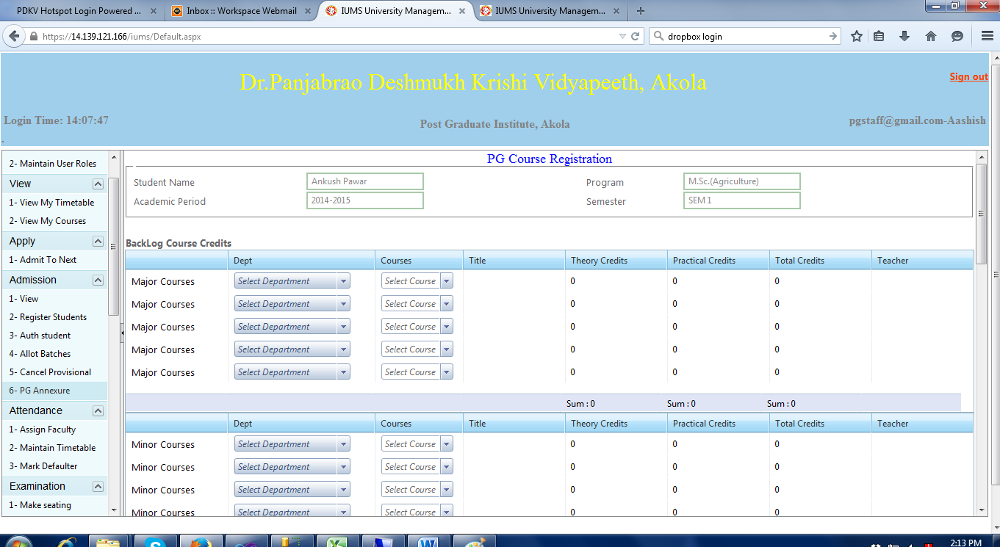 PDKV Hotspot Login Powered ... × Inbox :: Workspace Webmail × IUMS University Managem... × IUMS University Managem... × +
https://14.139.121.166/iums/Default.aspx dropbox login
Dr.Panjabrao Deshmukh Krishi Vidyapeeth, Akola
Sign out
Login Time: 14:07:47 Post Graduate Institute, Akola pgstaff@gmail.com-Aashish
.
2- Maintain User Roles
View
1- View My Timetable
2- View My Courses
Apply
1- Admit To Next
Admission
1- View
2- Register Students
3- Auth student
4- Allot Batches
5- Cancel Provisional
6- PG Annexure
Attendance
1- Assign Faculty
2- Maintain Timetable
3- Mark Defaulter
Examination
1- Make seating
PG Course Registration
Student Name Ankush Pawar Program M.Sc.(Agriculture)
Academic Period 2014-2015 Semester SEM 1
BackLog Course Credits
Dept Courses Title Theory Credits Practical Credits Total Credits Teacher
Major Courses Select Department Select Course 0 0 0
Major Courses Select Department Select Course 0 0 0
Major Courses Select Department Select Course 0 0 0
Major Courses Select Department Select Course 0 0 0
Major Courses Select Department Select Course 0 0 0
Sum : 0 Sum : 0 Sum : 0
Dept Courses Title Theory Credits Practical Credits Total Credits Teacher
Minor Courses Select Department Select Course 0 0 0
Minor Courses Select Department Select Course 0 0 0
Minor Courses Select Department Select Course 0 0 0
Minor Courses Select Department Select Course 0 0 0
2:13 PM